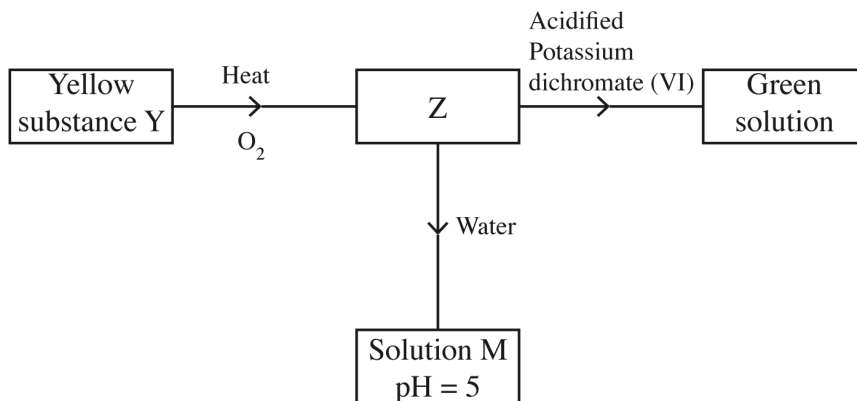 Yellow
substance Y
Heat
O₂
Z
Acidified
Potassium
dichromate (VI)
Green
solution
Water
Solution M
pH = 5